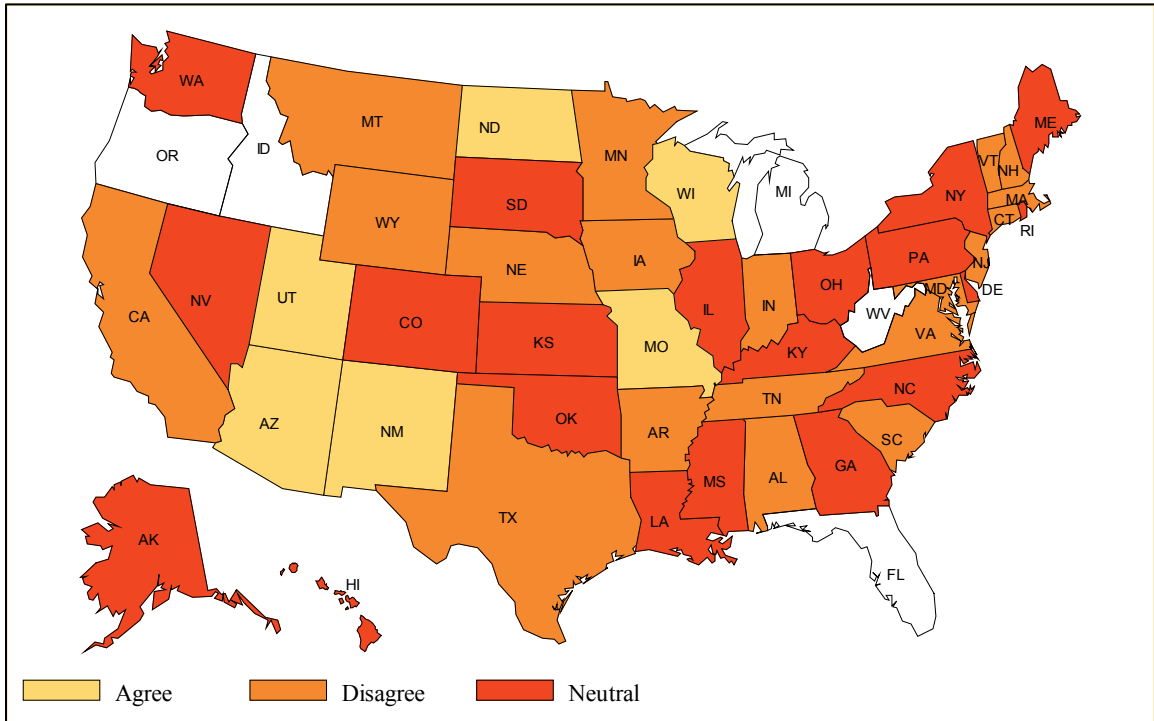 WA
ME
MT
ND
OR
ID
MN
VT
NH
WI
MI
NY
MA
SD
WY
CT
RI
PA
IA
NE
NJ
OH
DE
MD
UT
NV
IL
IN
WV
CA
CO
VA
KS
MO
KY
NC
TN
OK
AZ
NM
AR
SC
GA
MS
AL
TX
LA
AK
FL
HI
Agree Disagree Neutral